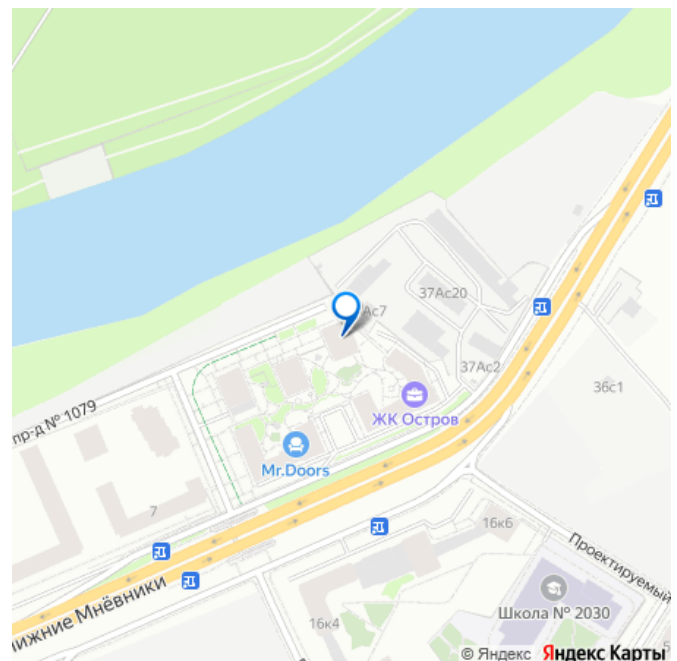 37Ас20
Ас7
37Ас2
36с1
ЖК Остров
пр-д № 1079
Mr.Doors
7
16к6
Проектируемый
ижние Мнёвники
Школа № 2030
16к4
© Яндекс Яндекс Карты